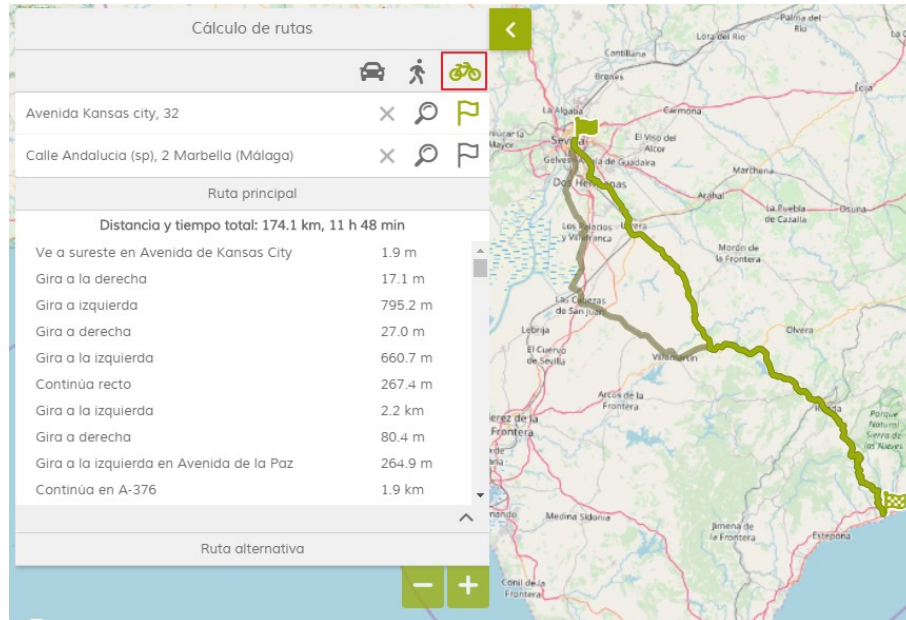 Cálculo de rutas
Avenida Kansas city, 32
Calle Andalucia (sp), 2 Marbella (Málaga)
Ruta principal
Distancia y tiempo total: 174.1 km, 11 h 48 min
Ve a sureste en Avenida de Kansas City 1.9 m
Gira a la derecha 17.1 m
Gira a izquierda 795.2 m
Gira a derecha 27.0 m
Gira a la izquierda 660.7 m
Continúa recto 267.4 m
Gira a la izquierda 2.2 km
Gira a derecha 80.4 m
Gira a la izquierda en Avenida de la Paz 264.9 m
Continúa en A-376 1.9 km
Ruta alternativa
Palma del
Río
Lora del Río
Cantillana
Brenes
Écija
La Algaba
Carmona
El Viso del
Alcor
Mayor
Marchena
Dos Hermanas
Arahal
La Puebla
de Cazalla
Osuna
Los Palacios
y Villafranca
Utrera
Morón de
la Frontera
Las Cabezas
de San Juan
Lebrija
Olvera
El Cuervo
de Sevilla
Villamartín
Arcos de la
Frontera
Jerez de la
Frontera
Ronda
Parque
Natural
Sierra de
las Nieves
Medina Sidonia
Jimena de
la Frontera
Estepona
Conil de la
Frontera